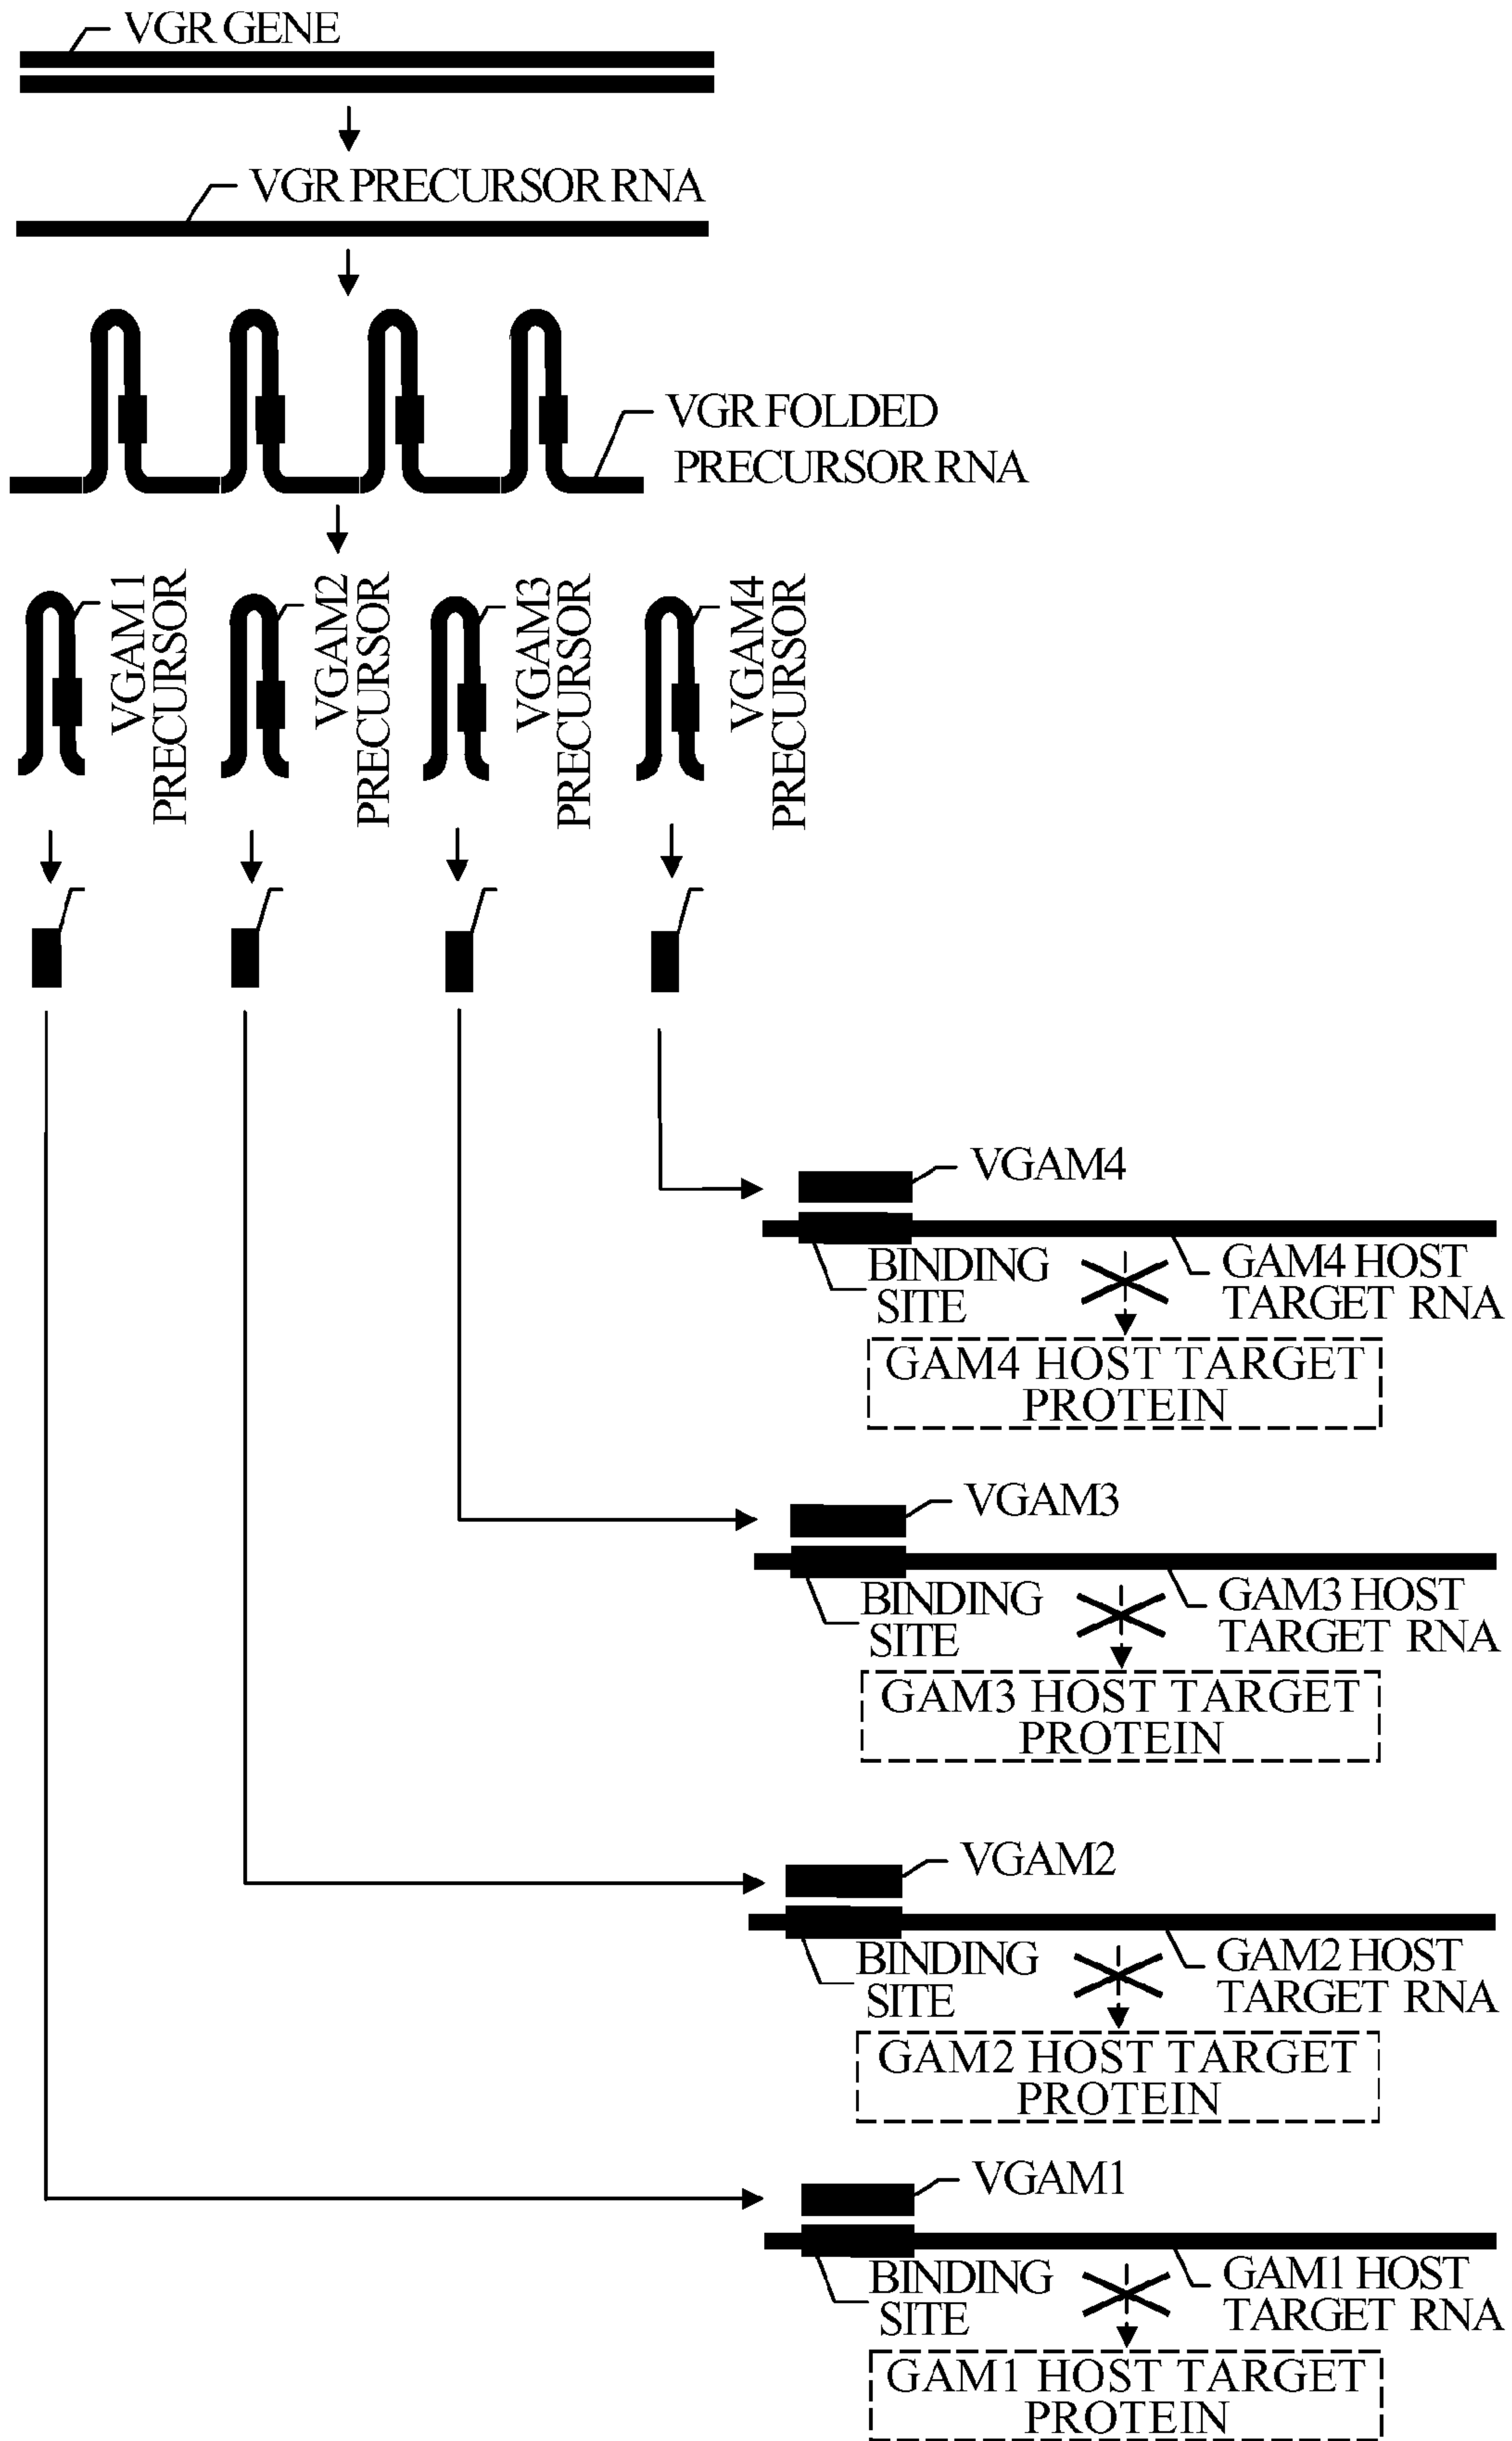 VGR GENE
VGR PRECURSOR RNA
VGR FOLDED
PRECURSOR RNA
VGAM 1
PRECURSOR
VGAM2
PRECURSOR
VGAM3
PRECURSOR
VGAM4
PRECURSOR
VGAM4
BINDING
SITE
GAM4 HOST
TARGET RNA
GAM4 HOST TARGET
PROTEIN
VGAM3
BINDING
SITE
GAM3 HOST
TARGET RNA
GAM3 HOST TARGET
PROTEIN
VGAM2
BINDING
SITE
GAM2 HOST
TARGET RNA
GAM2 HOST TARGET
PROTEIN
VGAM1
BINDING
SITE
GAM1 HOST
TARGET RNA
GAM1 HOST TARGET
PROTEIN